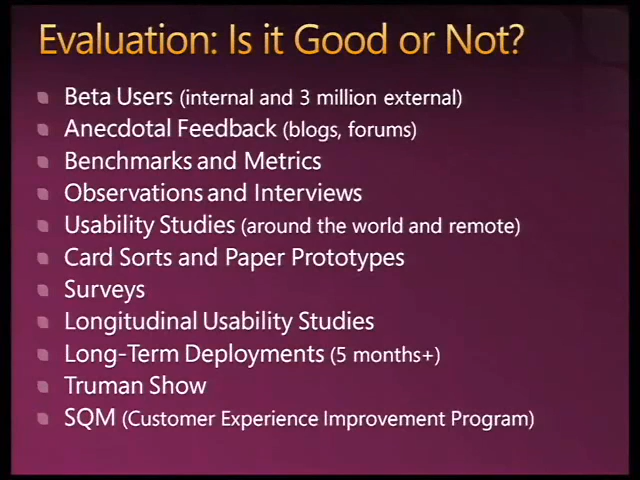 Evaluation: Is it Good or Not?
Beta Users (internal and 3 million external)
Anecdotal Feedback (blogs, forums)
Benchmarks and Metrics
Observations and Interviews
Usability Studies (around the world and remote)
Card Sorts and Paper Prototypes
Surveys
Longitudinal Usability Studies
Long-Term Deployments (5 months+)
Truman Show
SQM (Customer Experience Improvement Program)